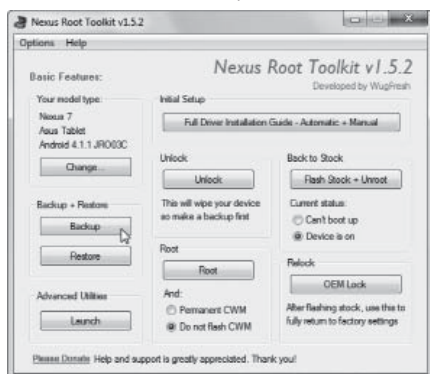 Nexus Root Toolkit v1.5.2
Options Help
Nexus Root Toolkit v1.5.2
Developed by WugFresh
Basic Features:
Your model type:
Nexus 7
Asus Tablet
Android 4.1.1 JRO03C
Change...
Initial Setup
Full Driver Installation Guide - Automatic + Manual
Unlock
Unlock
This will wipe your device
so make a backup first
Back to Stock
Flash Stock + Unroot
Current status:
Can't boot up
Device is on
Backup + Restore
Backup
Restore
Root
Root
And:
Permanent CWM
Do not flash CWM
Relock
OEM Lock
After flashing stock, use this to
fully return to factory settings
Advanced Utilities
Launch
Please Donate Help and support is greatly appreciated. Thank you!